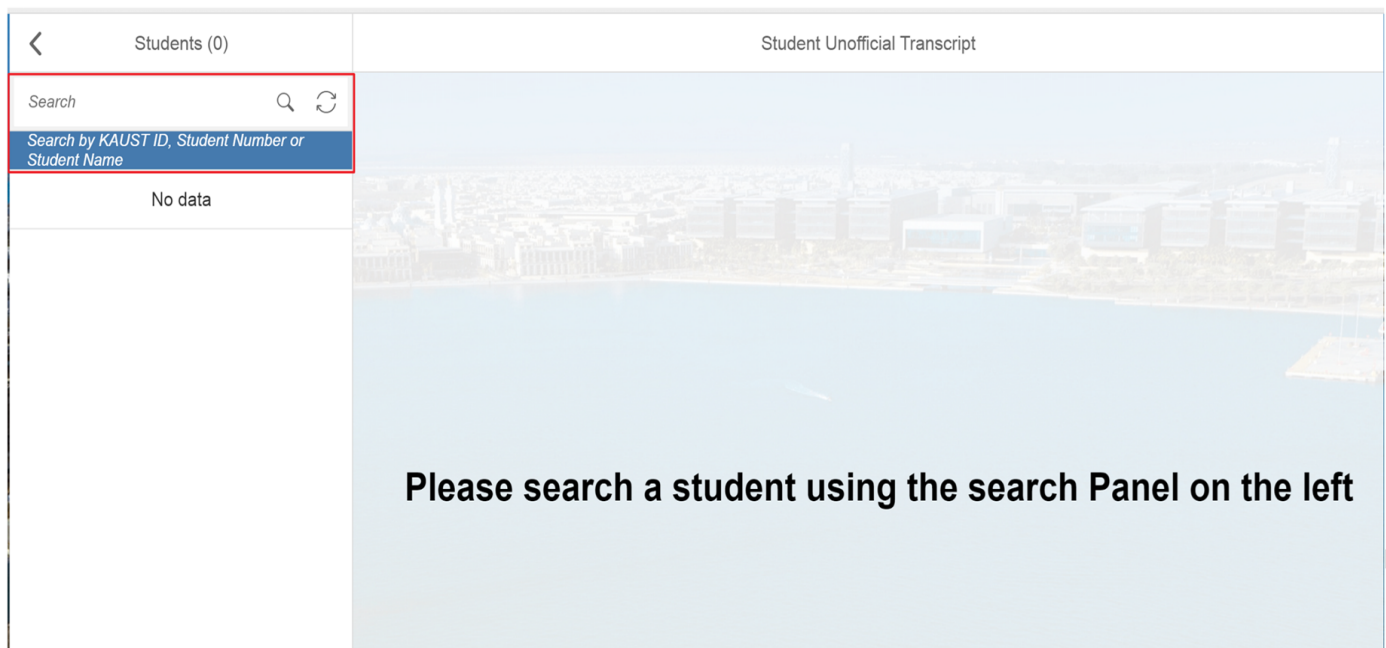 Students (0)
Student Unofficial Transcript
Search
Search by KAUST ID, Student Number or
Student Name
No data
Please search a student using the search Panel on the left